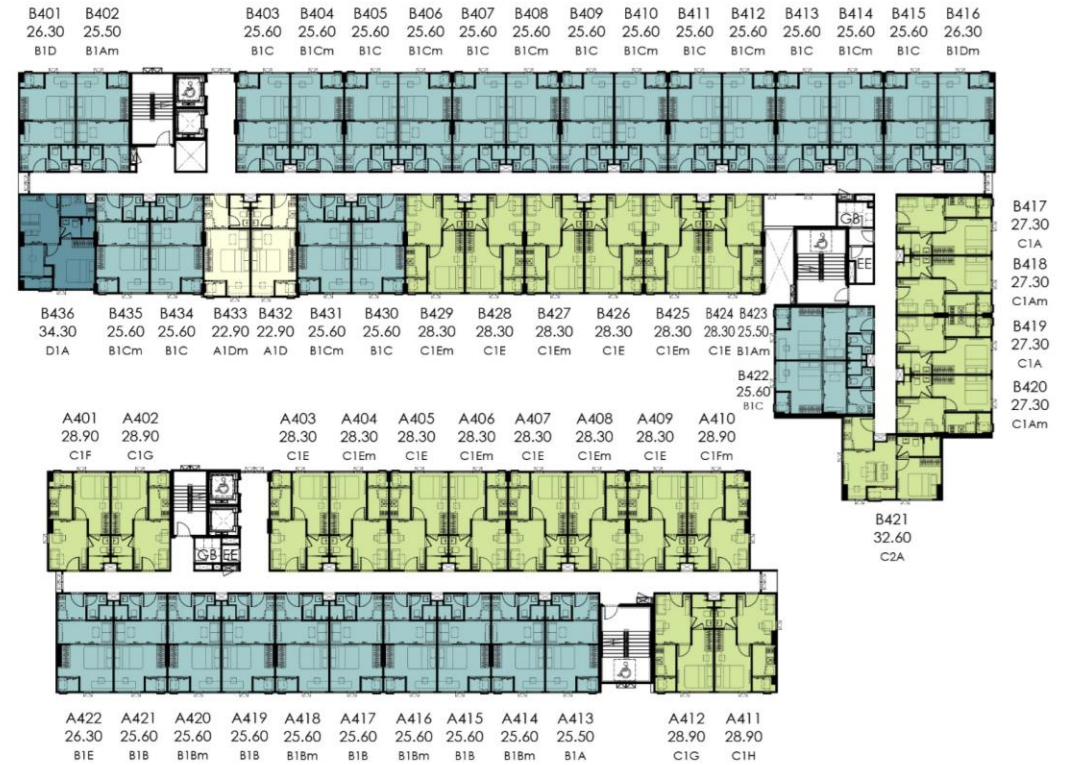 B401 B402 B403 B404 B405 B406 B407 B408 B409 B410 B411 B412 B413 B414 B415 B416
26.30 25.50 25.60 25.60 25.60 25.60 25.60 25.60 25.60 25.60 25.60 25.60 25.60 25.60 25.60 26.30
B1D B1Am B1C B1Cm B1C B1Cm B1C B1Cm B1C B1Cm B1C B1Cm B1C B1Cm B1C B1Dm
B417
27.30
C1A
B418
27.30
C1Am
B419
27.30
C1A
B420
27.30
C1Am
GB
EE
B436 B435 B434 B433 B432 B431 B430 B429 B428 B427 B426 B425 B424 B423
34.30 25.60 25.60 22.90 22.90 25.60 25.60 28.30 28.30 28.30 28.30 28.30 28.30 25.50
D1A B1Cm B1C A1Dm A1D B1Cm B1C C1Em C1E C1Em C1E C1Em C1E B1Am
B422
25.60
B1C
B421
32.60
C2A
A401 A402 A403 A404 A405 A406 A407 A408 A409 A410
28.90 28.90 28.30 28.30 28.30 28.30 28.30 28.30 28.30 28.90
C1F C1G C1E C1Em C1E C1Em C1E C1Em C1E C1Fm
GB EE
A422 A421 A420 A419 A418 A417 A416 A415 A414 A413 A412 A411
26.30 25.60 25.60 25.60 25.60 25.60 25.60 25.60 25.60 25.50 28.90 28.90
B1E B1B B1Bm B1B B1Bm B1B B1Bm B1B B1Bm B1A C1G C1H